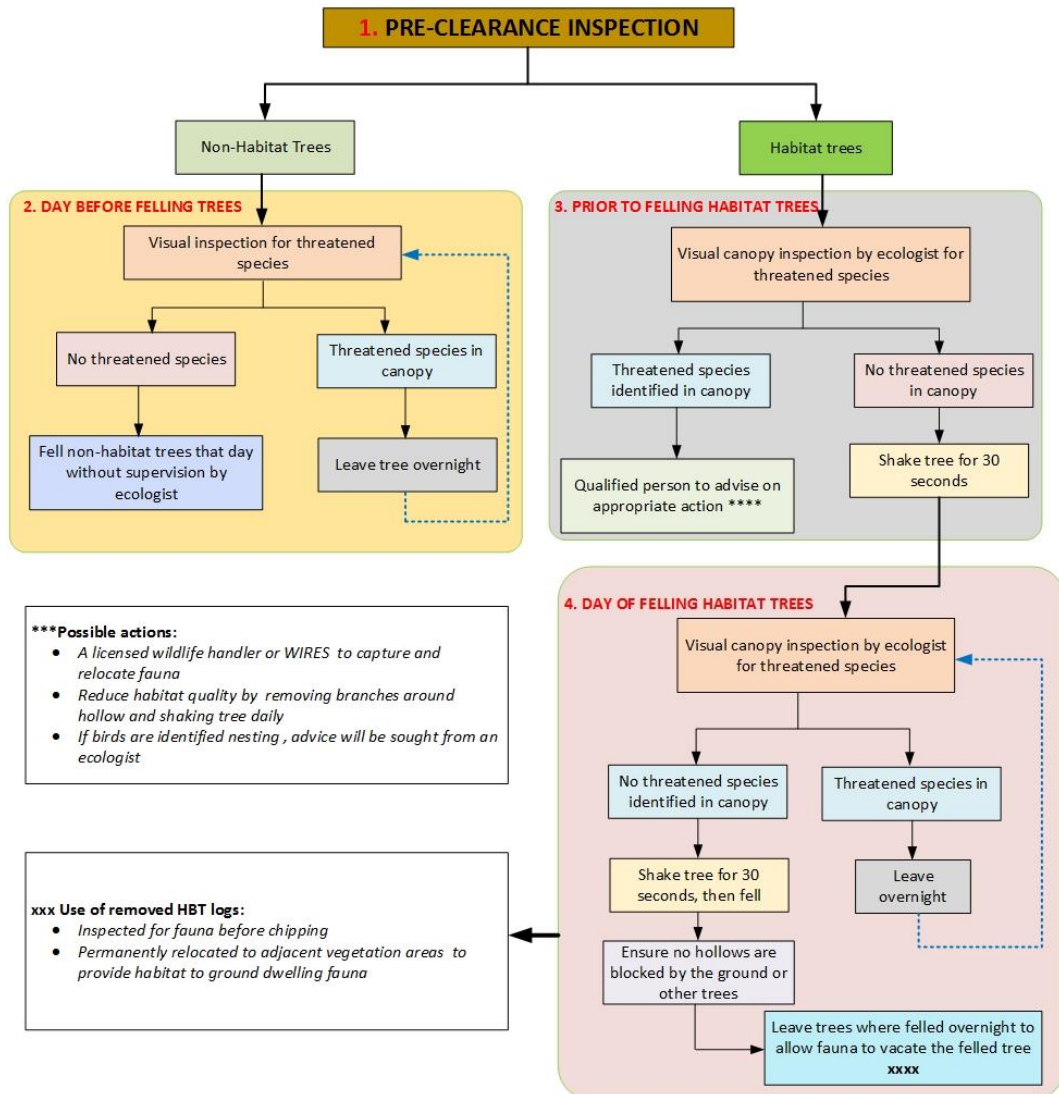 1. PRE-CLEARANCE INSPECTION
Non-Habitat Trees
Habitat trees
2. DAY BEFORE FELLING TREES
Visual inspection for threatened
species
No threatened species
Threatened species in
canopy
Fell non-habitat trees that day
without supervision by
ecologist
Leave tree overnight
3. PRIOR TO FELLING HABITAT TREES
Visual canopy inspection by ecologist for
threatened species
Threatened species
identified in canopy
No threatened species
in canopy
Qualified person to advise on
appropriate action ****
Shake tree for 30
seconds
4. DAY OF FELLING HABITAT TREES
Visual canopy inspection by ecologist
for threatened species
No threatened species
identified in canopy
Threatened species in
canopy
Shake tree for 30
seconds, then fell
Leave
overnight
Ensure no hollows are
blocked by the ground or
other trees
Leave trees where felled overnight to
allow fauna to vacate the felled tree
xxxx
***Possible actions:
• A licensed wildlife handler or WIRES to capture and
relocate fauna
• Reduce habitat quality by removing branches around
hollow and shaking tree daily
• If birds are identified nesting , advice will be sought from an
ecologist
xxx Use of removed HBT logs:
• Inspected for fauna before chipping
• Permanently relocated to adjacent vegetation areas to
provide habitat to ground dwelling fauna